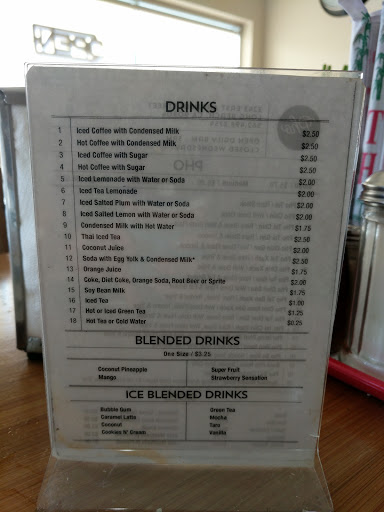 DRINKS
1 Iced Coffee with Condensed Milk $2.50
2 Hot Coffee with Condensed Milk $2.50
3 Iced Coffee with Sugar $2.50
4 Hot Coffee with Sugar $2.50
5 Iced Lemonade with Water or Soda $2.00
6 Iced Tea Lemonade $2.00
7 Iced Salted Plum with Water or Soda $2.00
8 Iced Salted Lemon with Water or Soda $2.00
9 Condensed Milk with Hot Water $1.75
10 Thai Iced Tea $2.50
11 Coconut Juice $2.00
12 Soda with Egg Yolk & Condensed Milk* $2.50
13 Orange Juice $1.75
14 Coke, Diet Coke, Orange Soda, Root Beer or Sprite $2.00
15 Soy Bean Milk $1.75
16 Iced Tea $1.00
17 Hot or Iced Green Tea $1.25
18 Hot Tea or Cold Water $0.25
BLENDED DRINKS
One Size / $3.25
Coconut Pineapple Super Fruit
Mango Strawberry Sensation
ICE BLENDED DRINKS
Bubble Gum Green Tea
Caramel Latte Mocha
Coconut Taro
Cookies N' Cream Vanilla